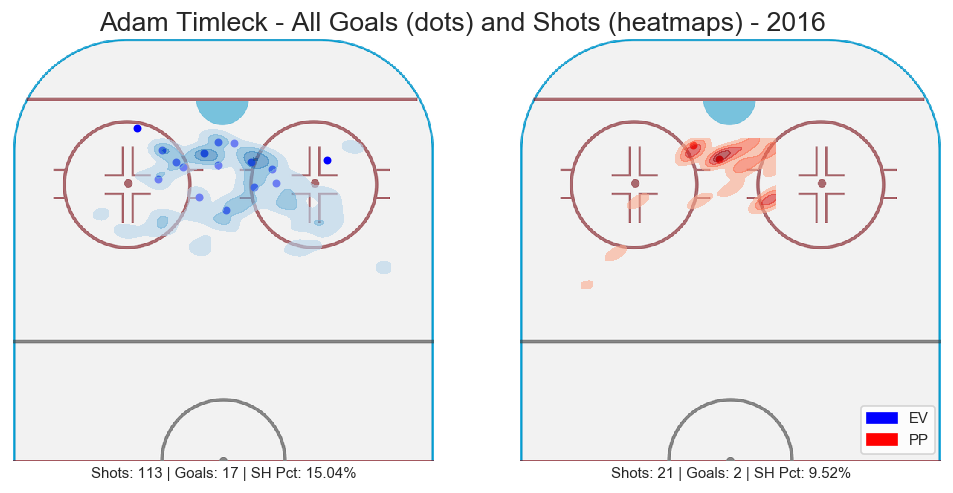 Adam Timleck - All Goals (dots) and Shots (heatmaps) - 2016
EV
PP
Shots: 113 | Goals: 17 | SH Pct: 15.04%
Shots: 21 | Goals: 2 | SH Pct: 9.52%